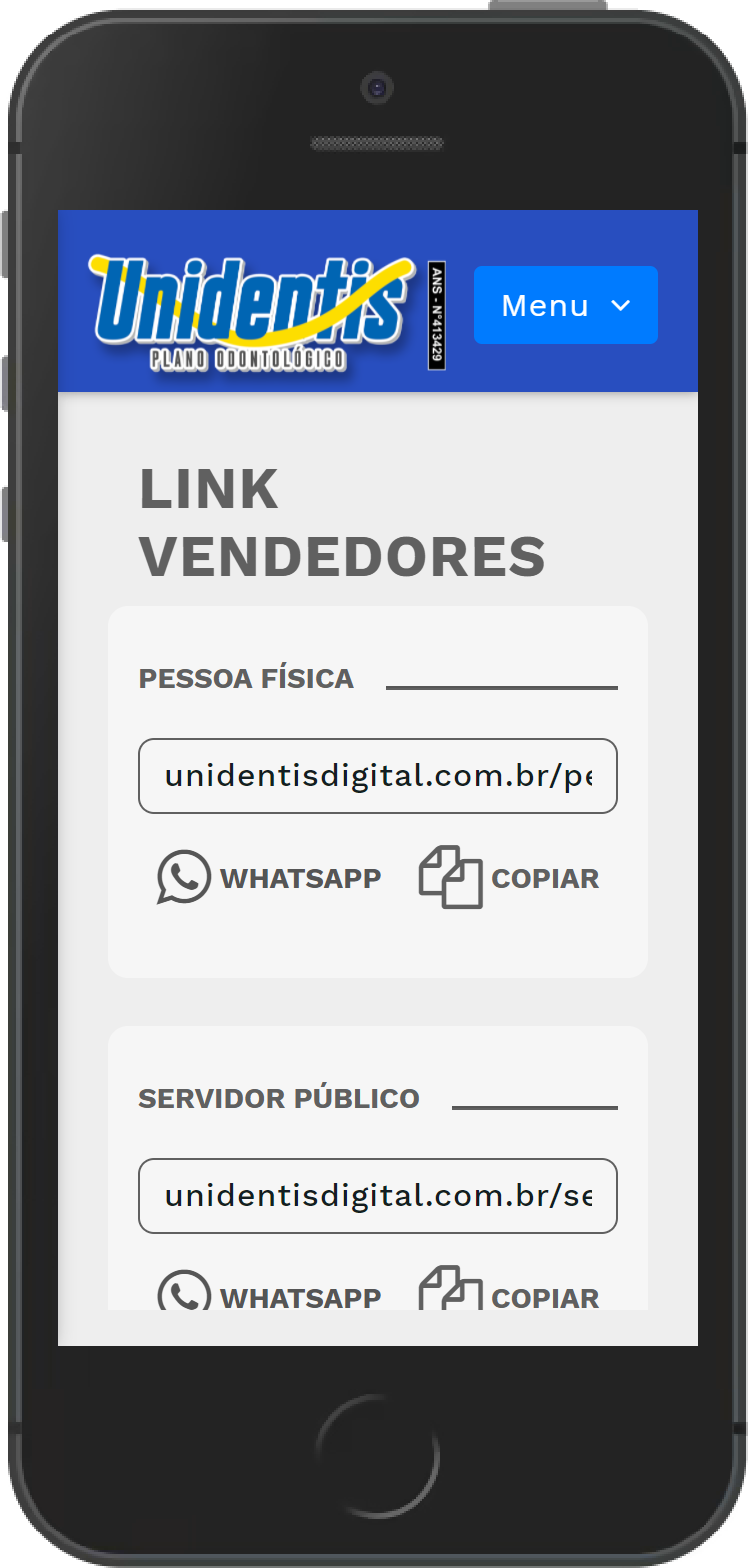 Unidentis
PLANO ODONTOLÓGICO
ANS - Nº413429
Menu
LINK
VENDEDORES
PESSOA FÍSICA
unidentisdigital.com.br/pe
WHATSAPP
COPIAR
SERVIDOR PÚBLICO
unidentisdigital.com.br/se
WHATSAPP
COPIAR